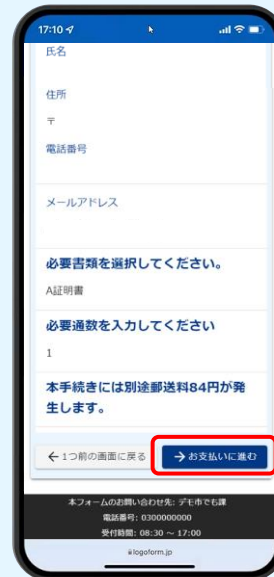 17:10
氏名
住所
〒
電話番号
メールアドレス
必要書類を選択してください。
A証明書
必要通数を入力してください
1
本手続きには別途郵送料84円が発
生します。
←1つ前の画面に戻る
→お支払いに進む
本フォームのお問い合わせ先: デモ市でも課
電話番号: 0300000000
受付時間: 08:30 ～ 17:00
logoform.jp